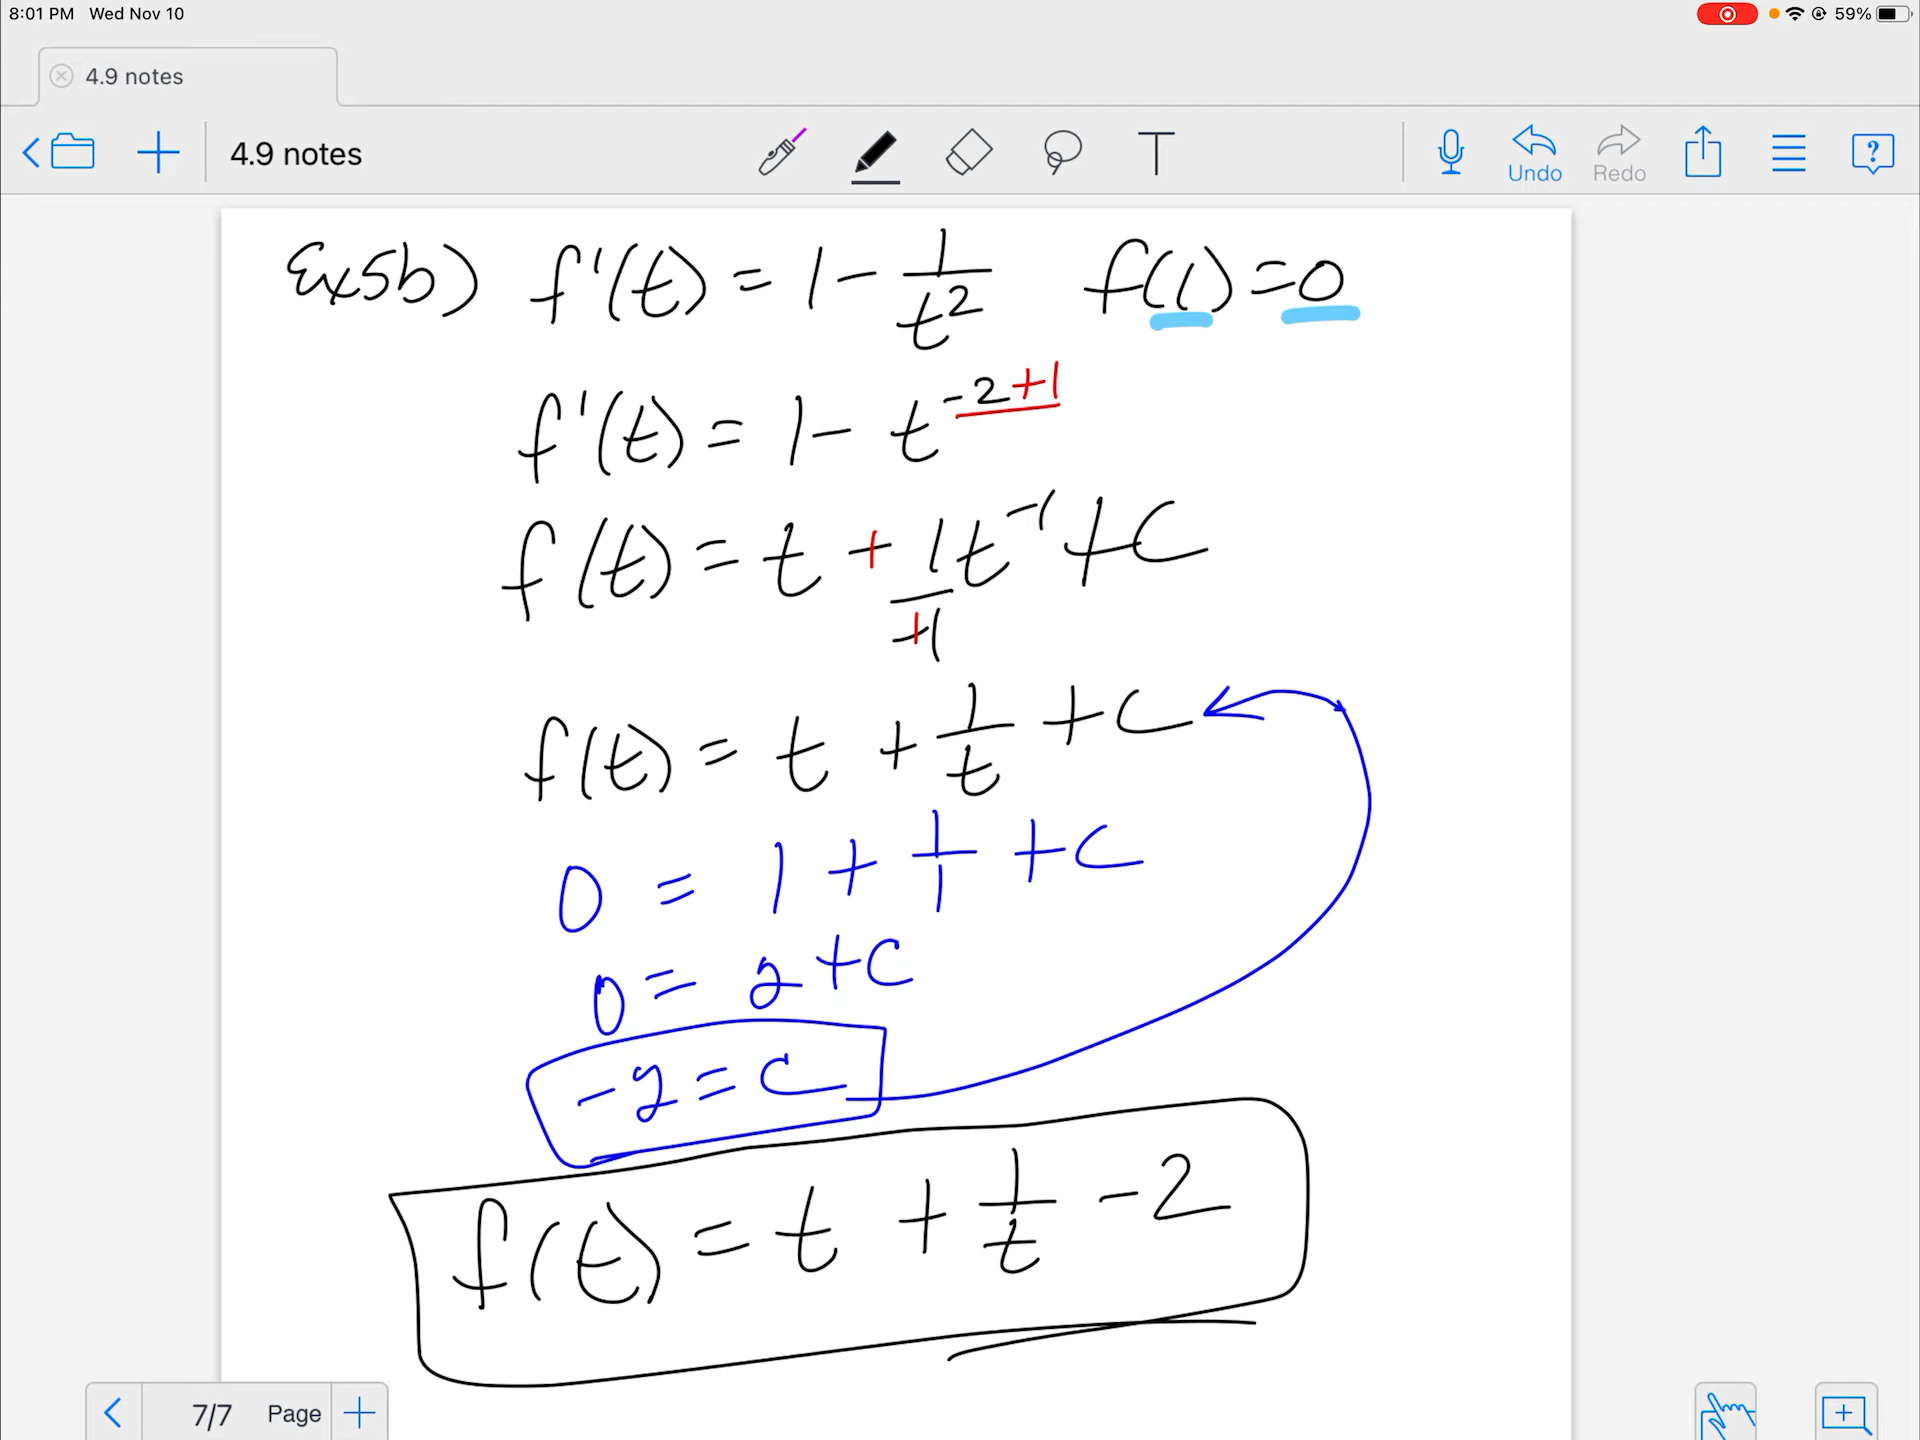 8:01 PM Wed Nov 10 59%
4.9 notes
4.9 notes T Undo Redo ?
Ex5b) f'(t) = 1 - 1/t² f(1) = 0
f'(t) = 1 - t^(-2+1)
f(t) = t + 1/+1 t⁻¹ + C
f(t) = t + 1/t + C
0 = 1 + 1/1 + C
0 = 2 + C
-2 = C
f(t) = t + 1/t - 2
7/7 Page